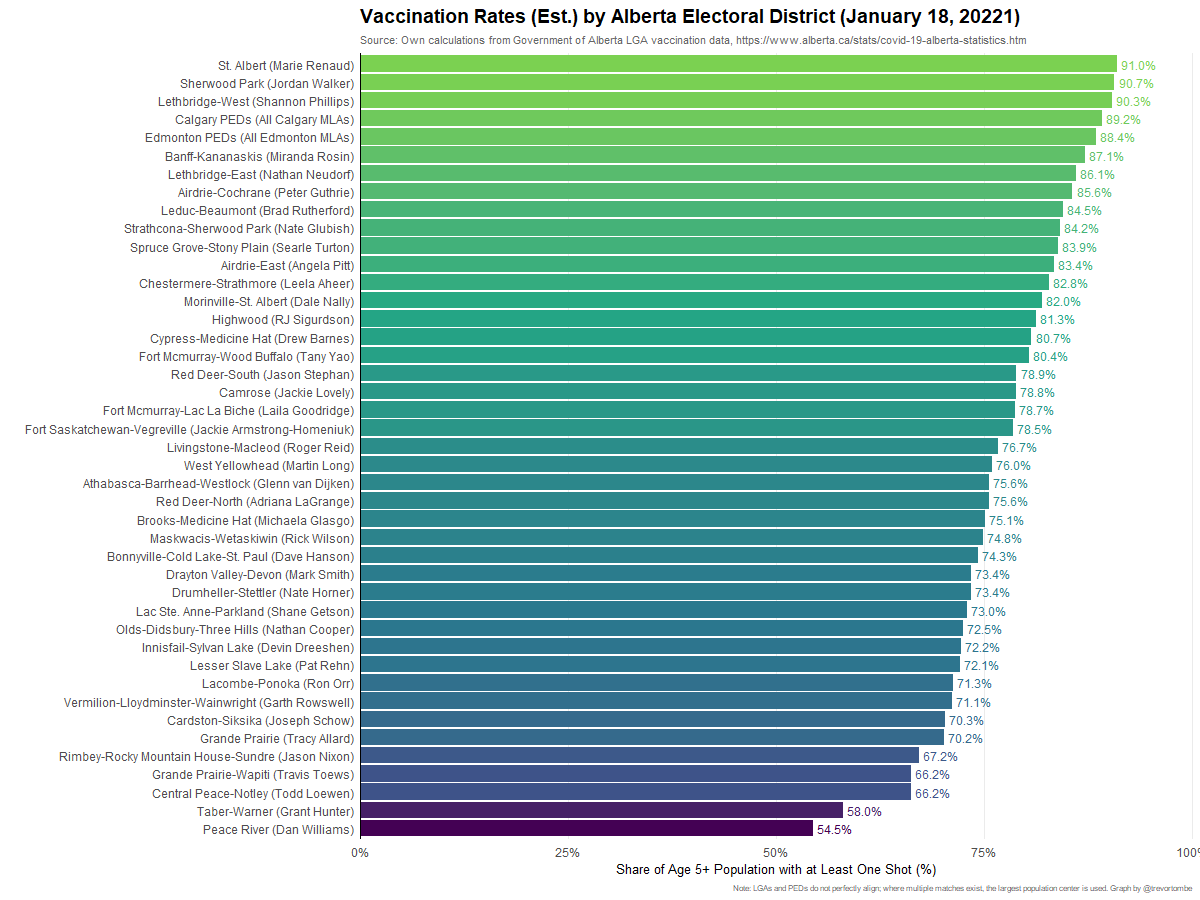 Vaccination Rates (Est.) by Alberta Electoral District (January 18, 20221)
Source: Own calculations from Government of Alberta LGA vaccination data, https://www.alberta.ca/stats/covid-19-alberta-statistics.htm
St. Albert (Marie Renaud) 91.0%
Sherwood Park (Jordan Walker) 90.7%
Lethbridge-West (Shannon Phillips) 90.3%
Calgary PEDs (All Calgary MLAs) 89.2%
Edmonton PEDs (All Edmonton MLAs) 88.4%
Banff-Kananaskis (Miranda Rosin) 87.1%
Lethbridge-East (Nathan Neudorf) 86.1%
Airdrie-Cochrane (Peter Guthrie) 85.6%
Leduc-Beaumont (Brad Rutherford) 84.5%
Strathcona-Sherwood Park (Nate Glubish) 84.2%
Spruce Grove-Stony Plain (Searle Turton) 83.9%
Airdrie-East (Angela Pitt) 83.4%
Chestermere-Strathmore (Leela Aheer) 82.8%
Morinville-St. Albert (Dale Nally) 82.0%
Highwood (RJ Sigurdson) 81.3%
Cypress-Medicine Hat (Drew Barnes) 80.7%
Fort Mcmurray-Wood Buffalo (Tany Yao) 80.4%
Red Deer-South (Jason Stephan) 78.9%
Camrose (Jackie Lovely) 78.8%
Fort Mcmurray-Lac La Biche (Laila Goodridge) 78.7%
Fort Saskatchewan-Vegreville (Jackie Armstrong-Homeniuk) 78.5%
Livingstone-Macleod (Roger Reid) 76.7%
West Yellowhead (Martin Long) 76.0%
Athabasca-Barrhead-Westlock (Glenn van Dijken) 75.6%
Red Deer-North (Adriana LaGrange) 75.6%
Brooks-Medicine Hat (Michaela Glasgo) 75.1%
Maskwacis-Wetaskiwin (Rick Wilson) 74.8%
Bonnyville-Cold Lake-St. Paul (Dave Hanson) 74.3%
Drayton Valley-Devon (Mark Smith) 73.4%
Drumheller-Stettler (Nate Horner) 73.4%
Lac Ste. Anne-Parkland (Shane Getson) 73.0%
Olds-Didsbury-Three Hills (Nathan Cooper) 72.5%
Innisfail-Sylvan Lake (Devin Dreeshen) 72.2%
Lesser Slave Lake (Pat Rehn) 72.1%
Lacombe-Ponoka (Ron Orr) 71.3%
Vermilion-Lloydminster-Wainwright (Garth Rowswell) 71.1%
Cardston-Siksika (Joseph Schow) 70.3%
Grande Prairie (Tracy Allard) 70.2%
Rimbey-Rocky Mountain House-Sundre (Jason Nixon) 67.2%
Grande Prairie-Wapiti (Travis Toews) 66.2%
Central Peace-Notley (Todd Loewen) 66.2%
Taber-Warner (Grant Hunter) 58.0%
Peace River (Dan Williams) 54.5%
0% 25% 50% 75% 100%
Share of Age 5+ Population with at Least One Shot (%)
Note: LGAs and PEDs do not perfectly align; where multiple matches exist, the largest population center is used. Graph by @trevortombe